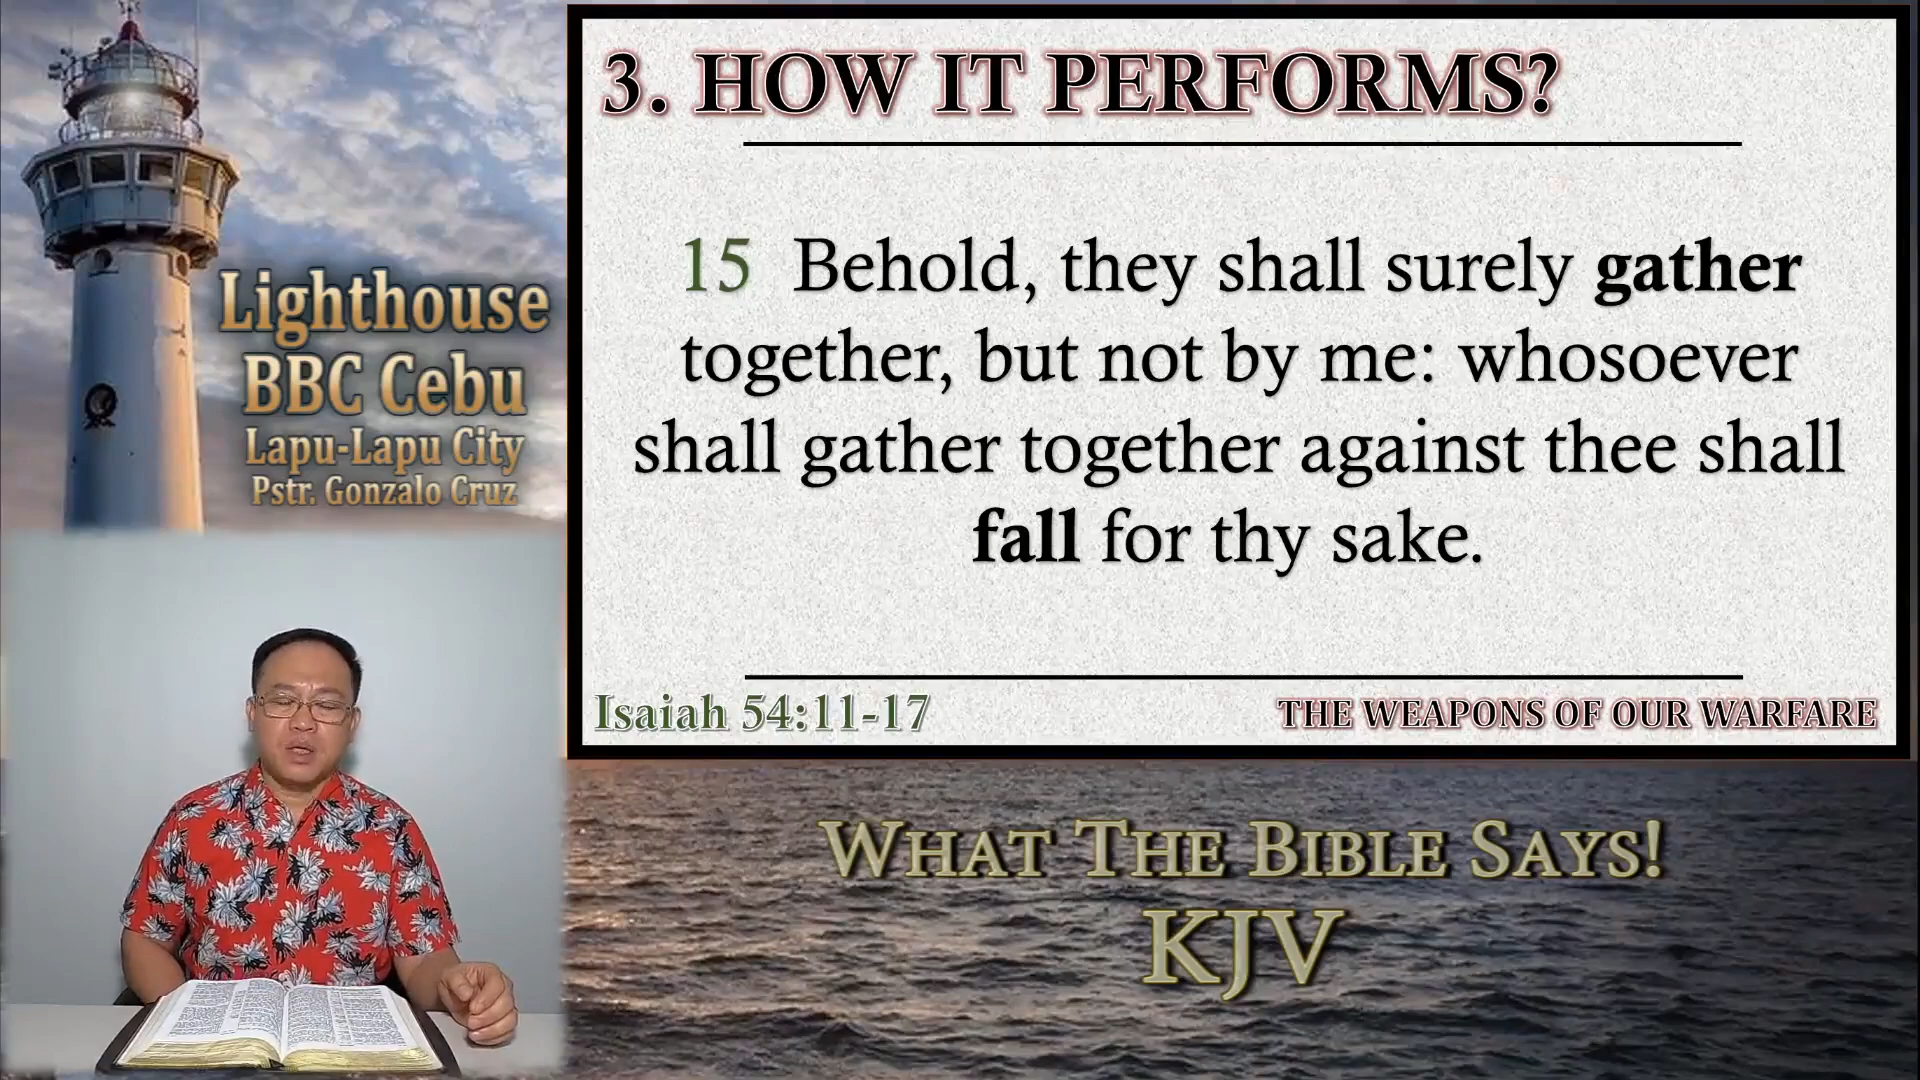 Lighthouse
BBC Cebu
Lapu-Lapu City
Pstr. Gonzalo Cruz
3. HOW IT PERFORMS?
15 Behold, they shall surely gather
together, but not by me: whosoever
shall gather together against thee shall
fall for thy sake.
Isaiah 54:11-17
THE WEAPONS OF OUR WARFARE
WHAT THE BIBLE SAYS!
KJV